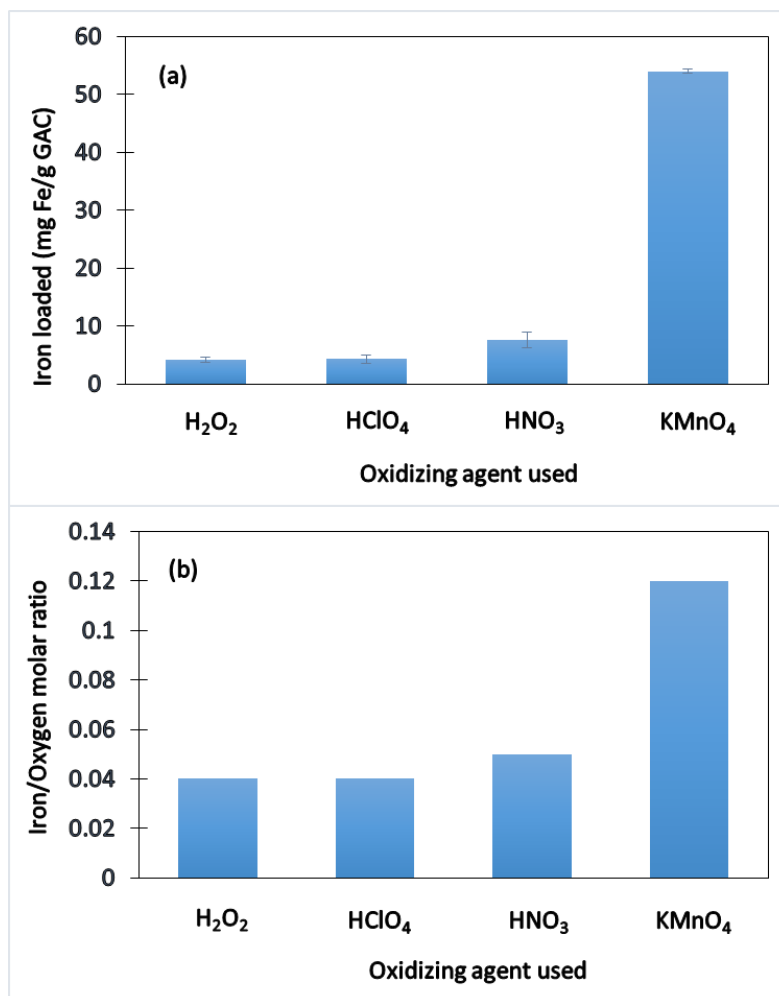 60
50
40
30
20
10
0
(a)
Iron loaded (mg Fe/g GAC)
H₂O₂ HClO₄ HNO₃ KMnO₄
Oxidizing agent used
0.14
0.12
0.1
0.08
0.06
0.04
0.02
0
(b)
Iron/Oxygen molar ratio
H₂O₂ HClO₄ HNO₃ KMnO₄
Oxidizing agent used